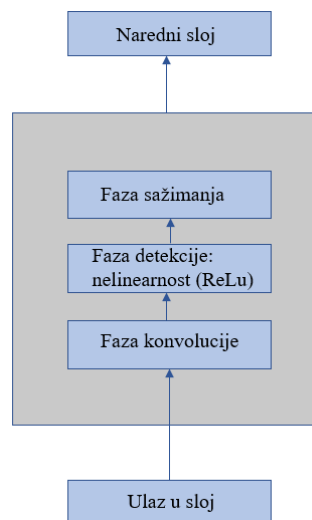 Naredni sloj
Faza sažimanja
Faza detekcije:
nelinearnost (ReLu)
Faza konvolucije
Ulaz u sloj